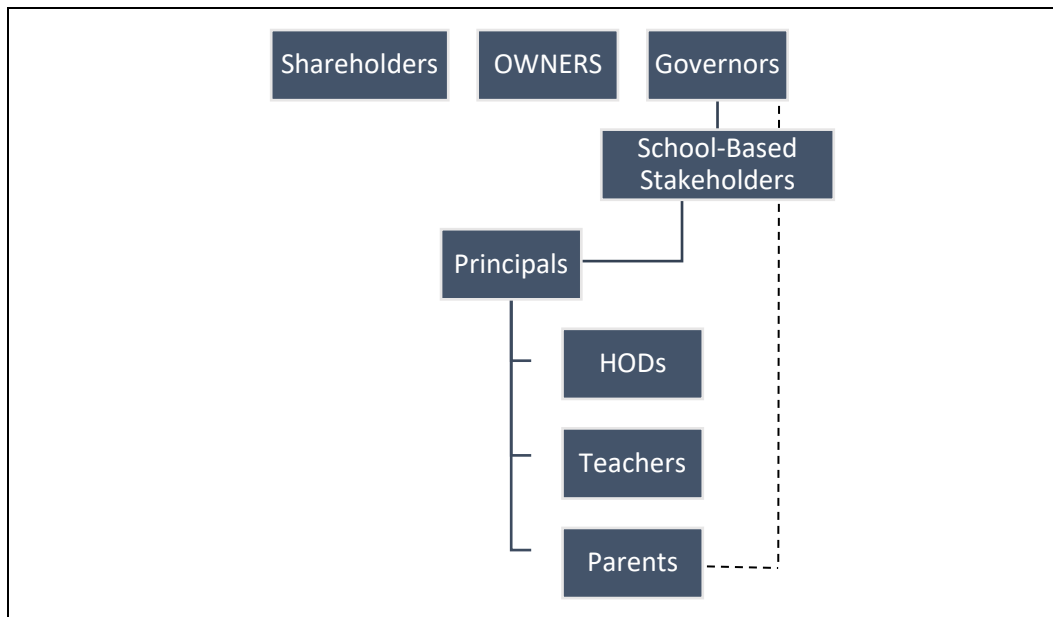 Shareholders
OWNERS
Governors
School-Based
Stakeholders
Principals
HODs
Teachers
Parents